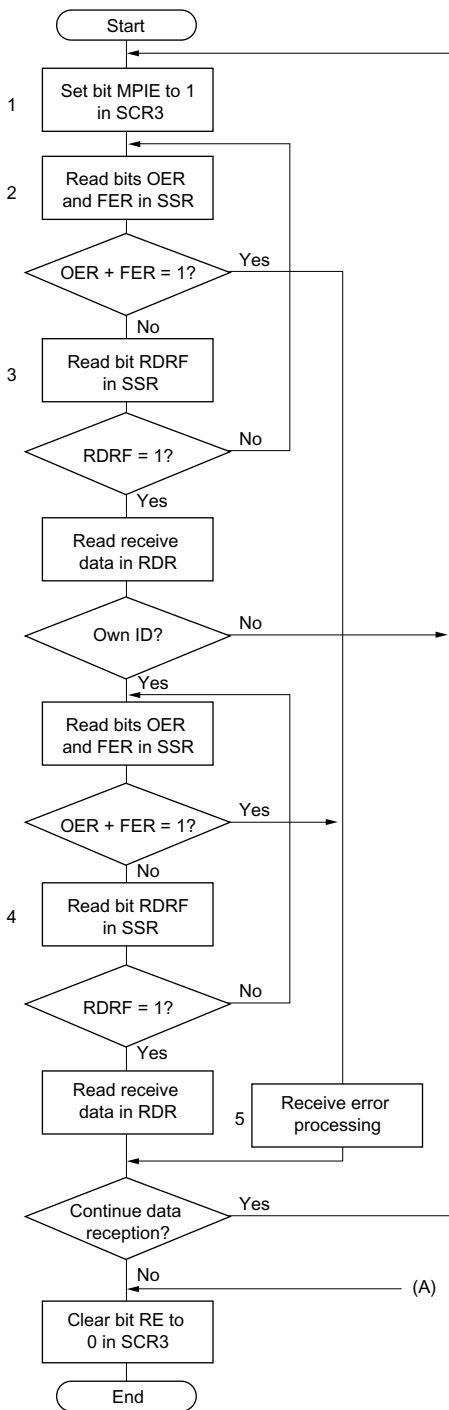 Start
1
Set bit MPIE to 1
in SCR3
2
Read bits OER
and FER in SSR
OER + FER = 1?
Yes
No
3
Read bit RDRF
in SSR
RDRF = 1?
No
Yes
Read receive
data in RDR
Own ID?
No
Yes
Read bits OER
and FER in SSR
OER + FER = 1?
Yes
No
4
Read bit RDRF
in SSR
RDRF = 1?
No
Yes
Read receive
data in RDR
5
Receive error
processing
Continue data
reception?
Yes
No
(A)
Clear bit RE to
0 in SCR3
End